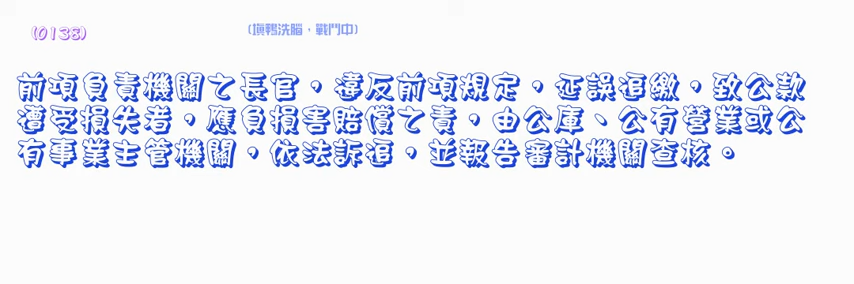 (0138)
(填鴨洗腦，戰鬥中)
前項負責機關之長官，違反前項規定，延誤追繳，致公款
遭受損失者，應負損害賠償之責，由公庫、公有營業或公
有事業主管機關，依法訴追，並報告審計機關查核。